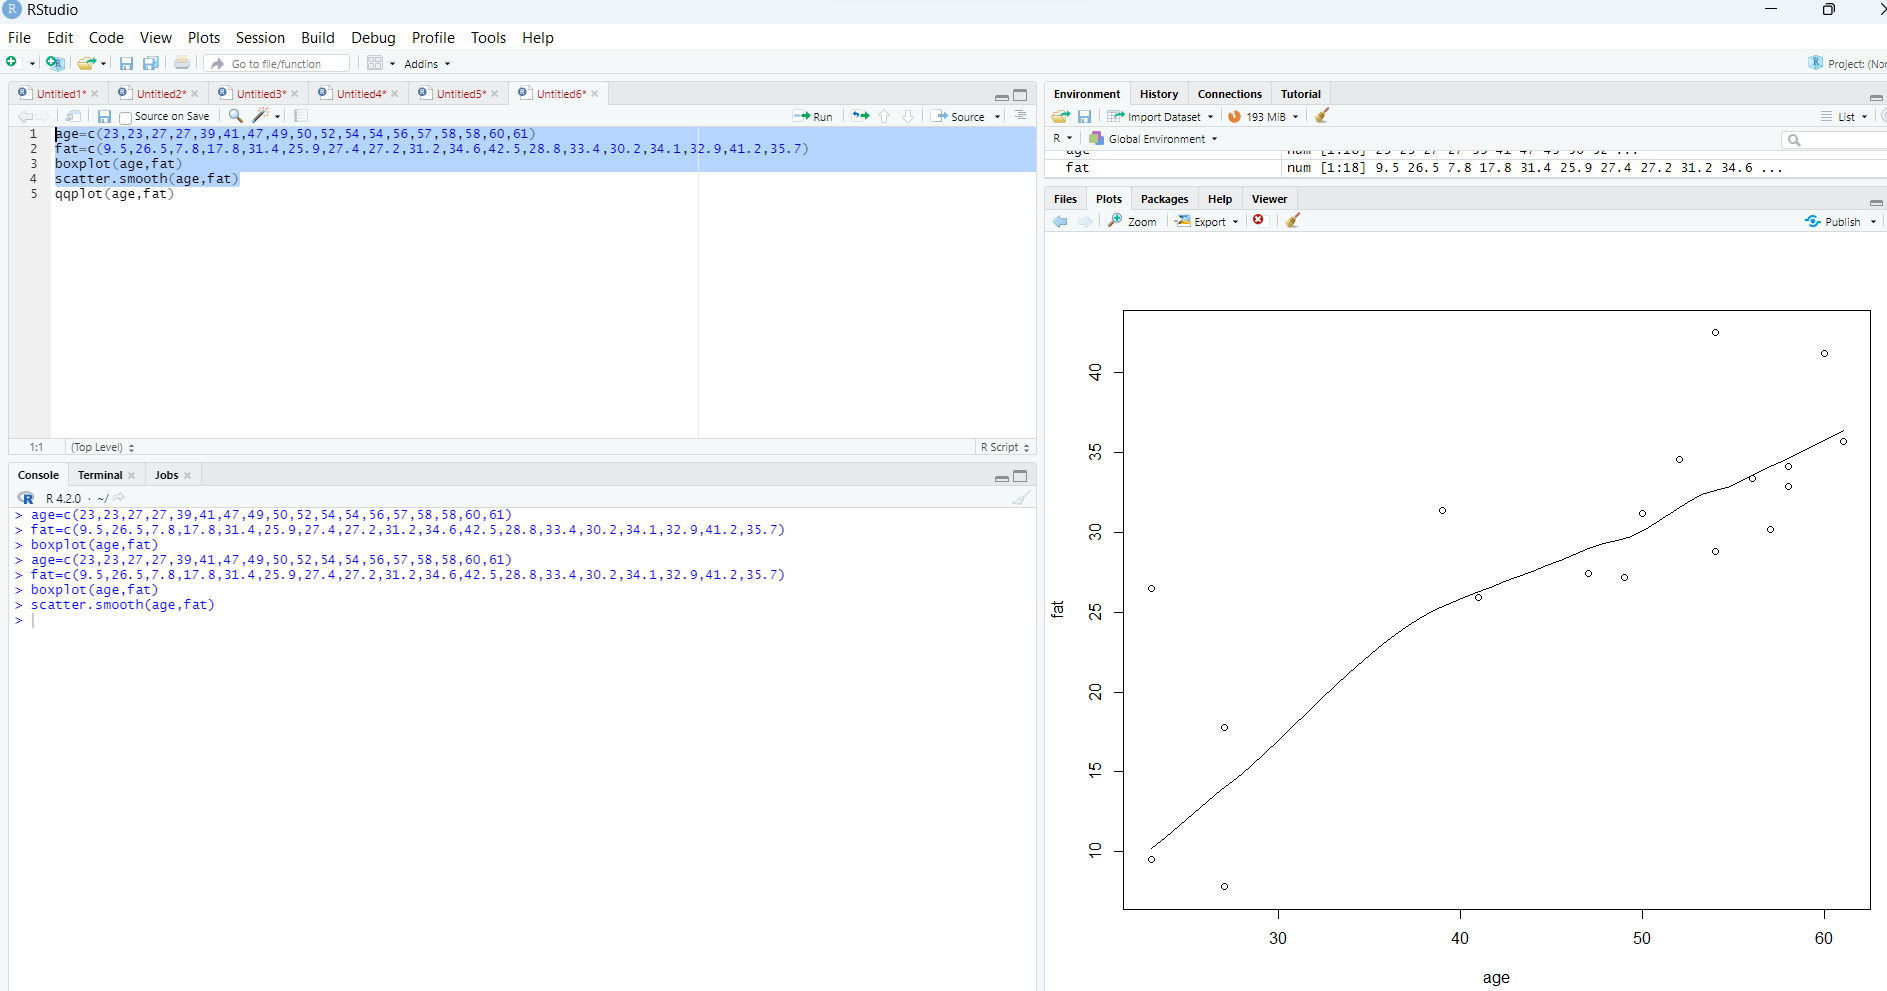 RStudio
File Edit Code View Plots Session Build Debug Profile Tools Help
Go to file/function Addins Project: (Nor
Untitled1* Untitled2* Untitled3* Untitled4* Untitled5* Untitled6*
Source on Save Run Source
1 age=c(23,23,27,27,39,41,47,49,50,52,54,54,56,57,58,58,60,61)
2 fat=c(9.5,26.5,7.8,17.8,31.4,25.9,27.4,27.2,31.2,34.6,42.5,28.8,33.4,30.2,34.1,32.9,41.2,35.7)
3 boxplot(age,fat)
4 scatter.smooth(age,fat)
5 qqplot(age,fat)
1:1 (Top Level) R Script
Console Terminal Jobs
R 4.2.0 · ~/
> age=c(23,23,27,27,39,41,47,49,50,52,54,54,56,57,58,58,60,61)
> fat=c(9.5,26.5,7.8,17.8,31.4,25.9,27.4,27.2,31.2,34.6,42.5,28.8,33.4,30.2,34.1,32.9,41.2,35.7)
> boxplot(age,fat)
> age=c(23,23,27,27,39,41,47,49,50,52,54,54,56,57,58,58,60,61)
> fat=c(9.5,26.5,7.8,17.8,31.4,25.9,27.4,27.2,31.2,34.6,42.5,28.8,33.4,30.2,34.1,32.9,41.2,35.7)
> boxplot(age,fat)
> scatter.smooth(age,fat)
>
Environment History Connections Tutorial
Import Dataset 193 MiB List
R Global Environment
age num [1:18] 23 23 27 27 39 41 47 49 50 52 ...
fat num [1:18] 9.5 26.5 7.8 17.8 31.4 25.9 27.4 27.2 31.2 34.6 ...
Files Plots Packages Help Viewer
Zoom Export Publish
40
35
30
25
20
15
10
fat
30 40 50 60
age